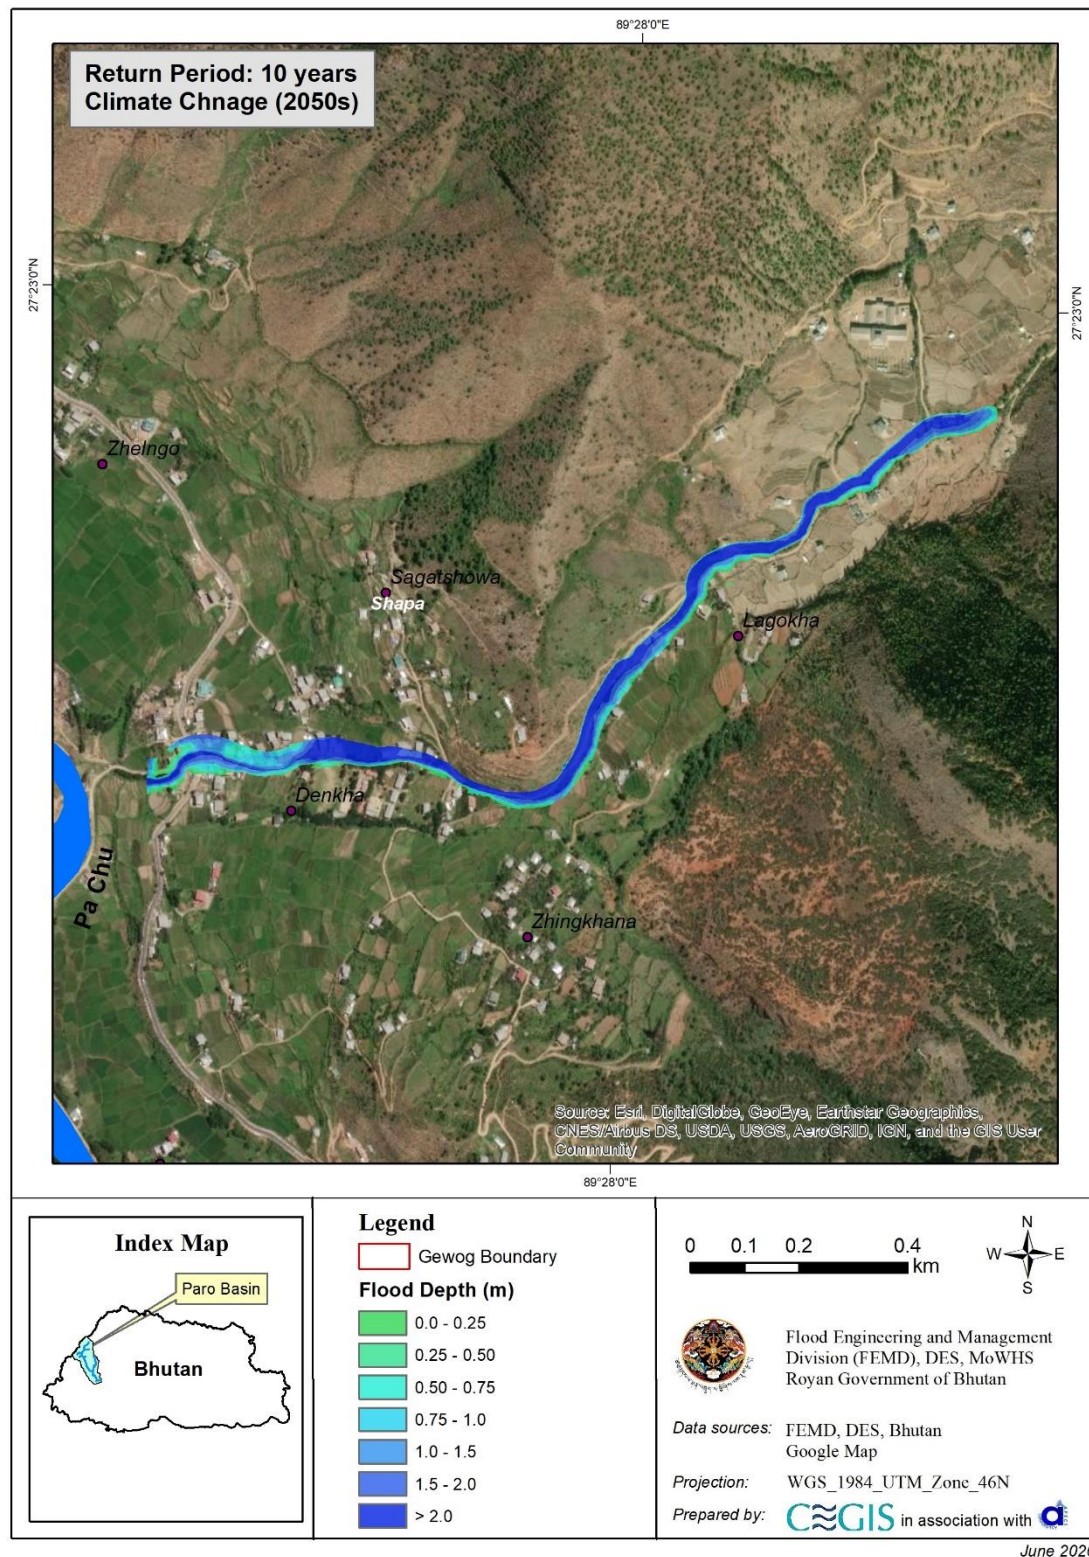 89°28'0"E
Return Period: 10 years
Climate Chnage (2050s)
27°23'0"N
27°23'0"N
Zhelngo
Sagatshowa
Shapa
Lagokha
Denkha
Pa Chu
Zhingkhana
Source: Esri, DigitalGlobe, GeoEye, Earthstar Geographics,
CNES/Airbus DS, USDA, USGS, AeroGRID, IGN, and the GIS User
Community
89°28'0"E
Index Map
Paro Basin
Bhutan
Legend
Gewog Boundary
Flood Depth (m)
0.0 - 0.25
0.25 - 0.50
0.50 - 0.75
0.75 - 1.0
1.0 - 1.5
1.5 - 2.0
> 2.0
0 0.1 0.2 0.4
km
N
W E
S
Flood Engineering and Management
Division (FEMD), DES, MoWHS
Royan Government of Bhutan
Data sources: FEMD, DES, Bhutan
Google Map
Projection: WGS_1984_UTM_Zone_46N
Prepared by: CEGIS in association with
June 2020